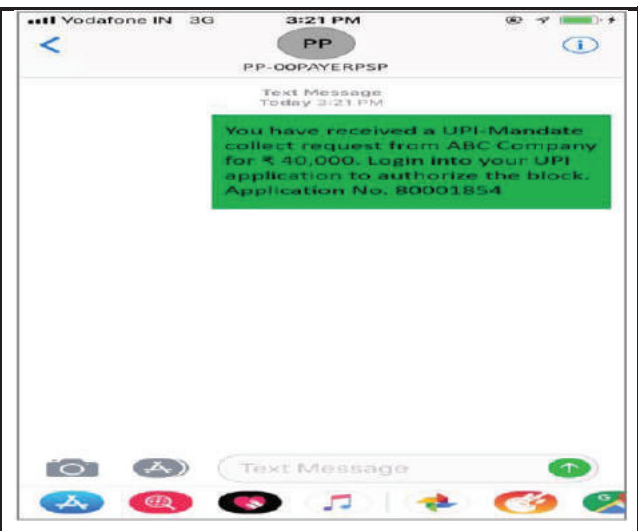 Vodafone IN 3G 3:21 PM
PP
PP-OOPAYERPSP
Text Message
Today 3:21 PM
You have received a UPI-Mandate
collect request from ABC Company
for ₹ 40,000. Login into your UPI
application to authorize the block.
Application No. 80001854
Text Message